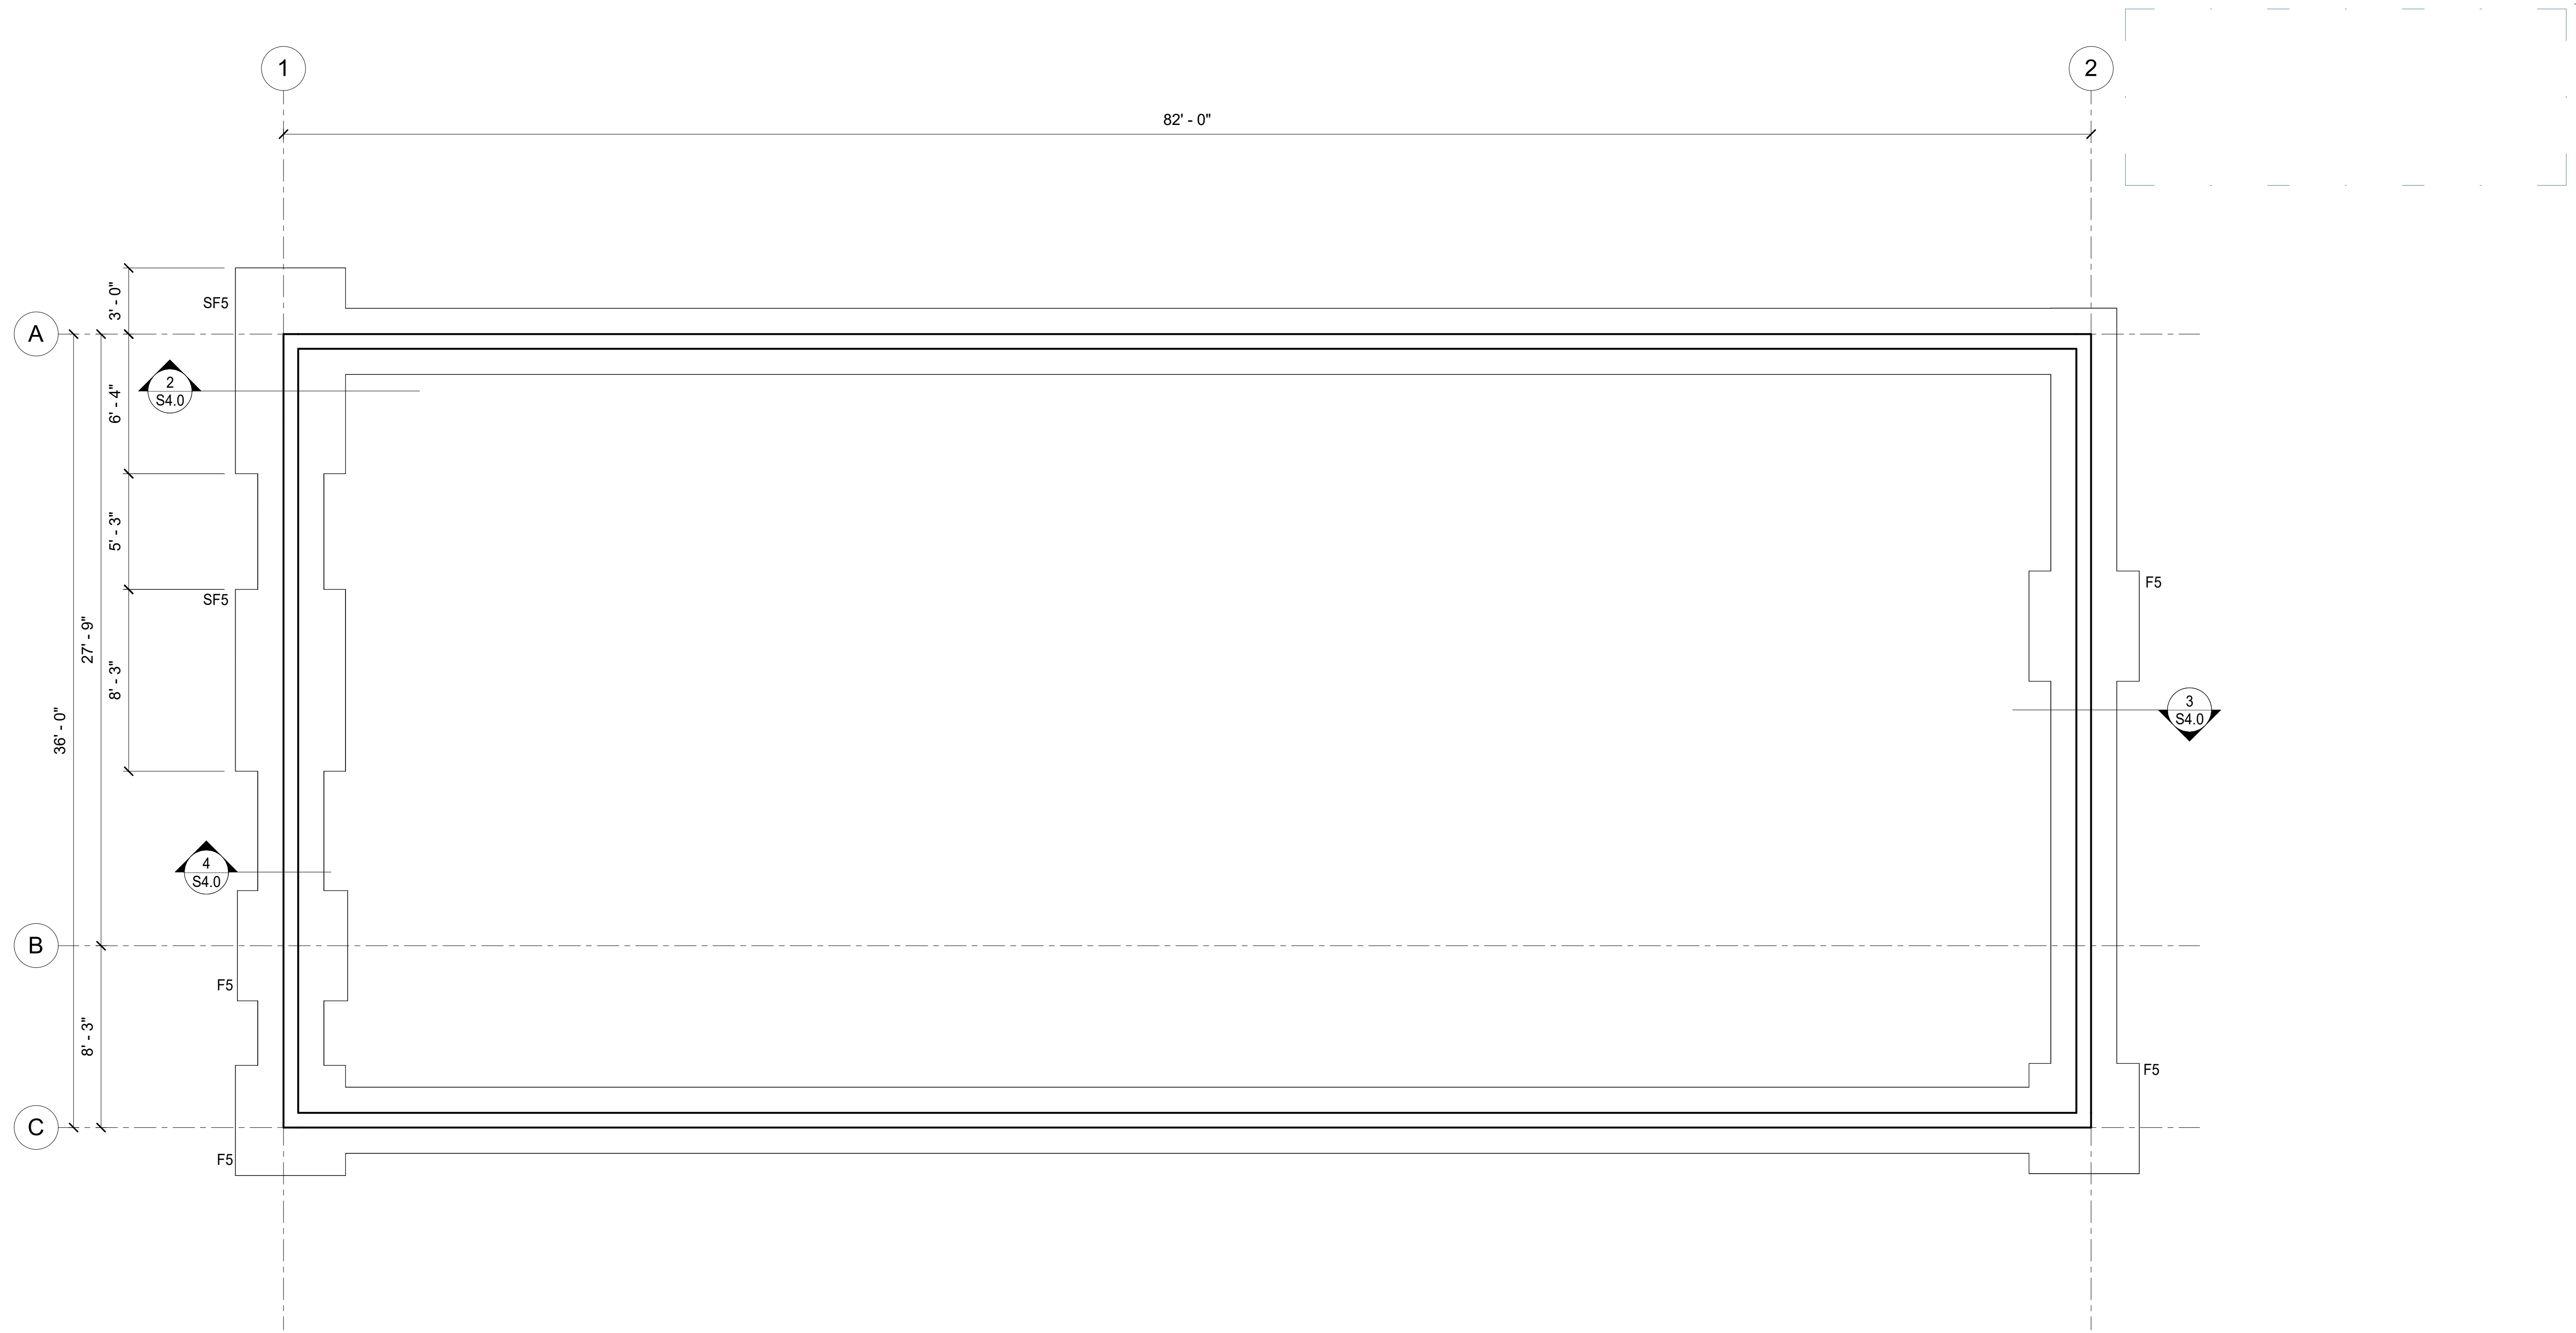 1
2
82' - 0"
3' - 0"
SF5
A
2
S4.0
6' - 4"
5' - 3"
SF5
F5
27' - 9"
8' - 3"
36' - 0"
3
S4.0
4
S4.0
B
F5
8' - 3"
F5
C
F5